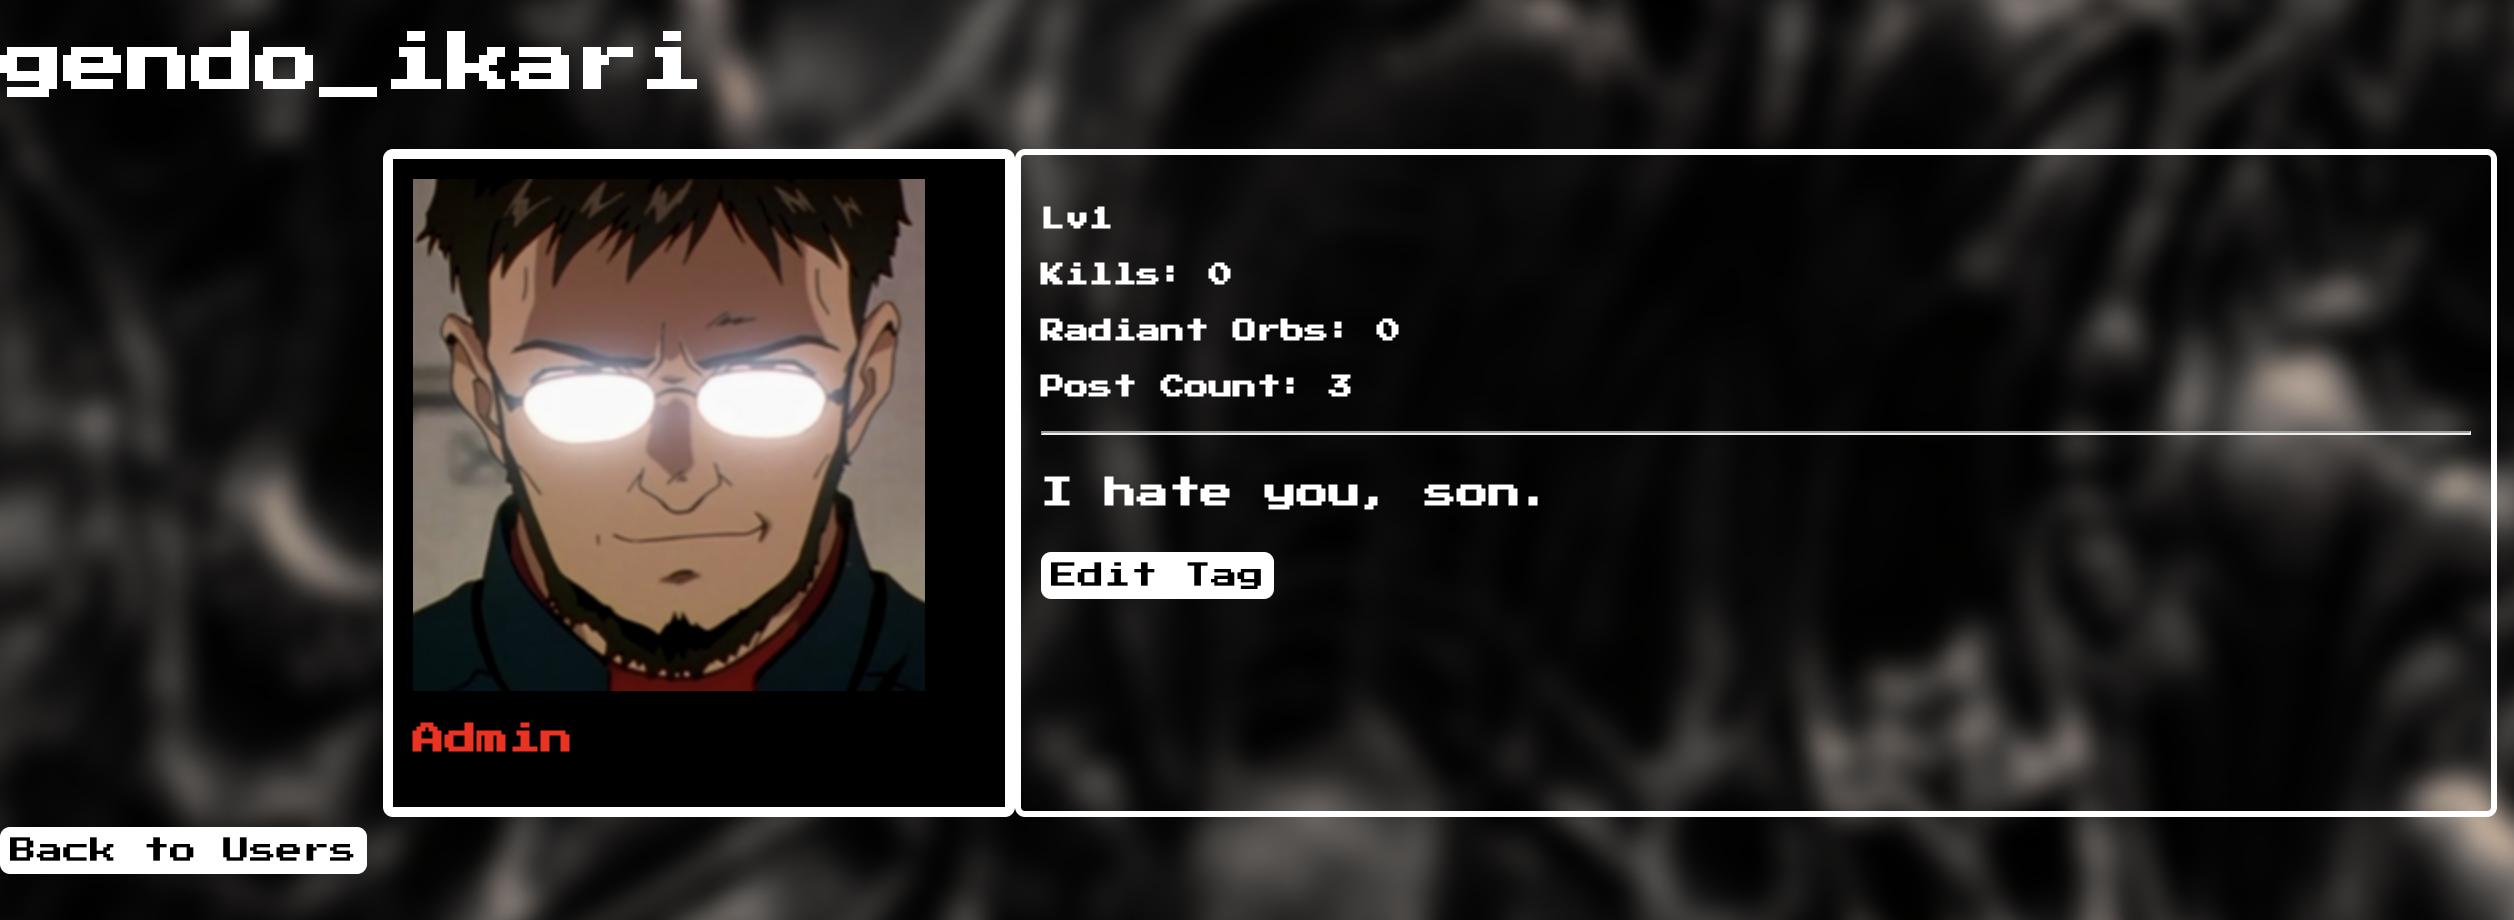 gendo_ikari
Lv1
Kills: 0
Radiant Orbs: 0
Post Count: 3
I hate you, son.
Edit Tag
Admin
Back to Users